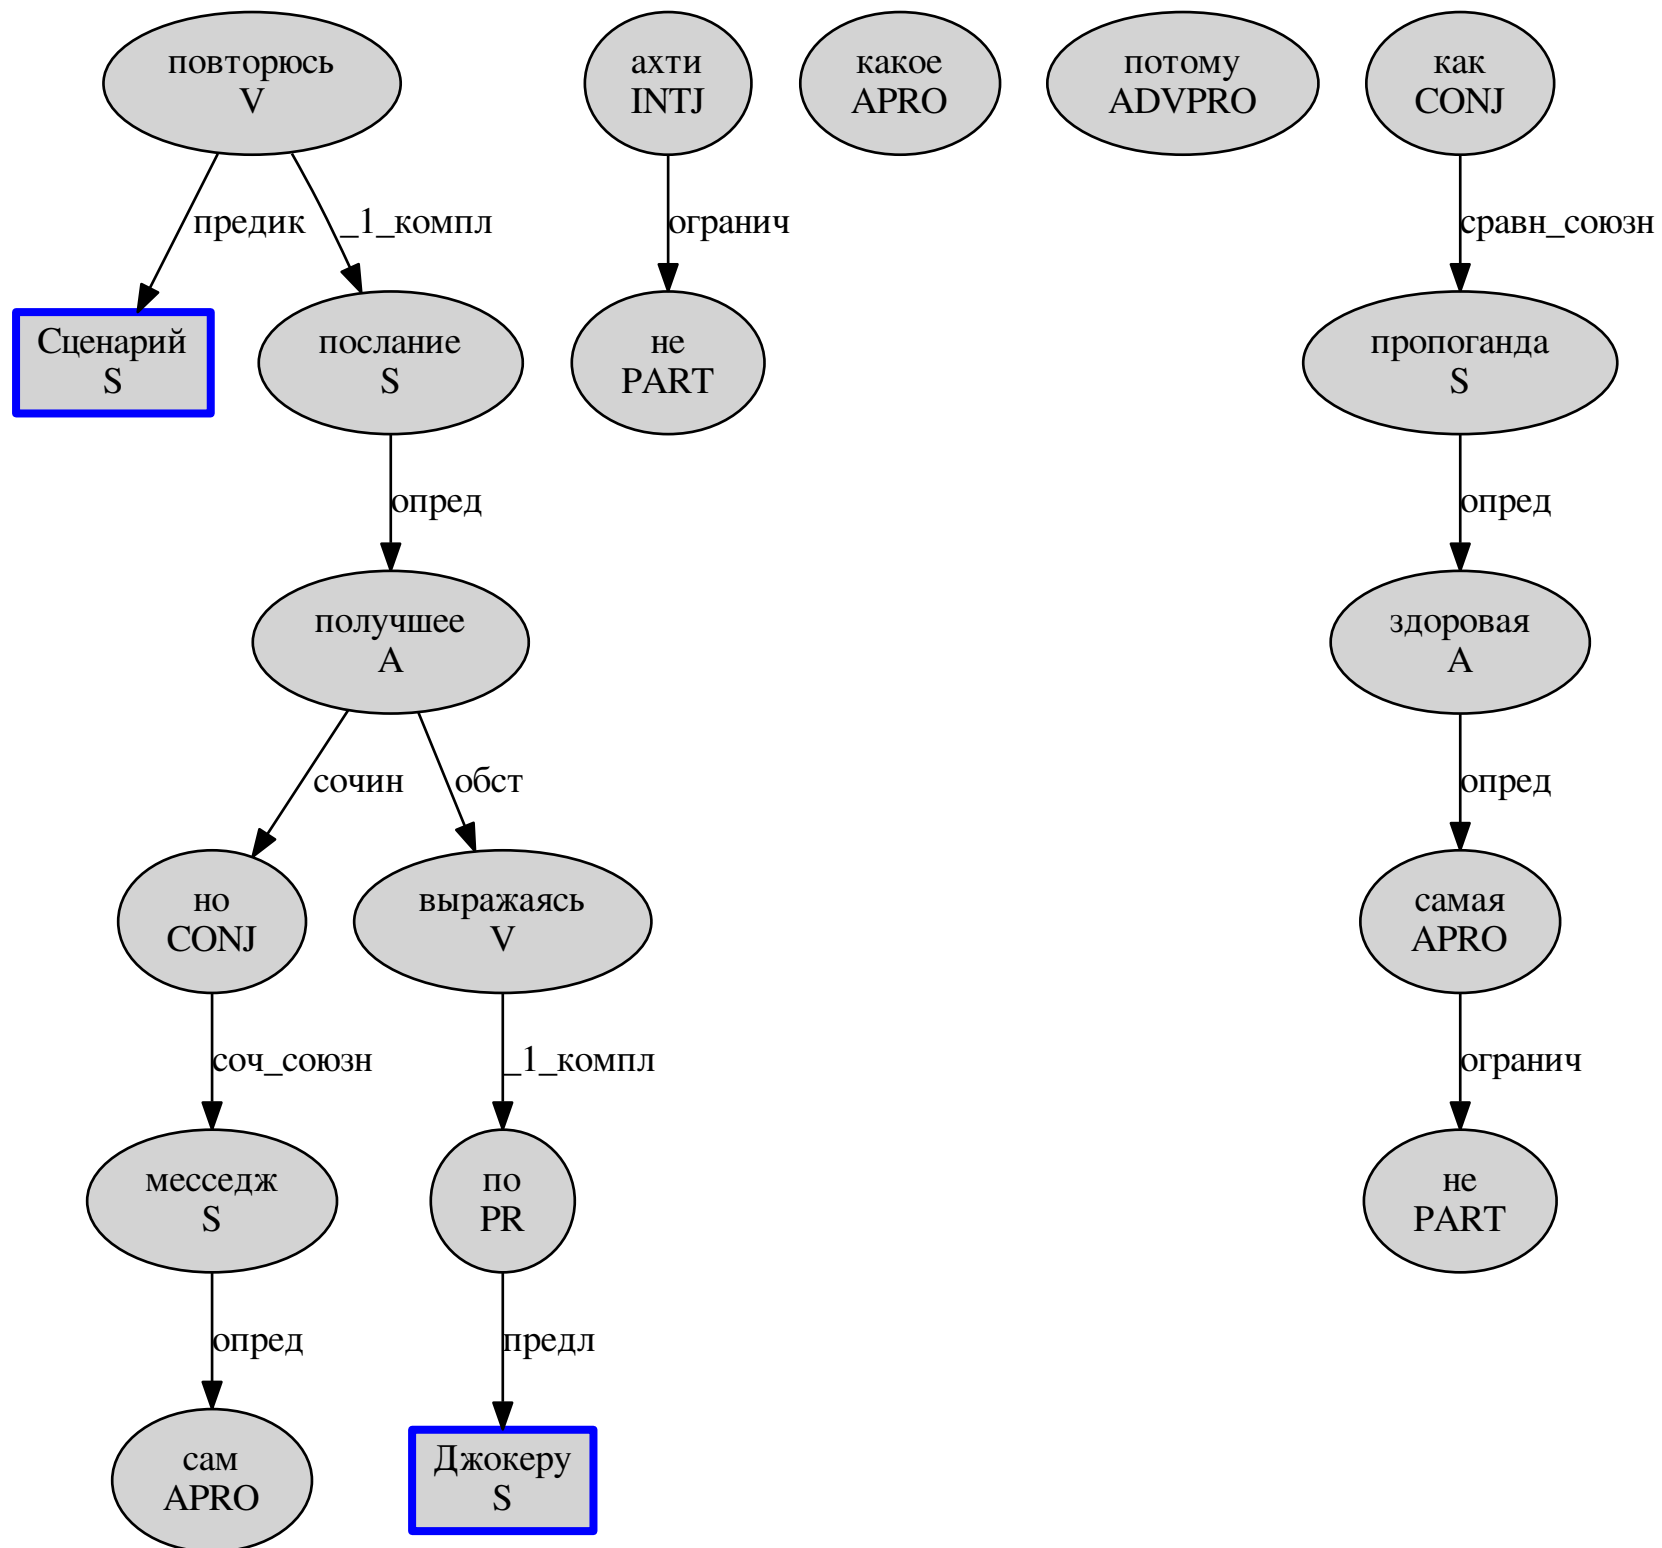 повторюсь
V
ахти
INTJ
какое
APRO
потому
ADVPRO
как
CONJ
предик
_1_компл
огранич
сравн_союзн
Сценарий
S
послание
S
не
PART
пропоганда
S
опред
опред
получшее
A
здоровая
A
сочин
обст
опред
но
CONJ
выражаясь
V
самая
APRO
соч_союзн
_1_компл
огранич
месседж
S
по
PR
не
PART
опред
предл
сам
APRO
Джокеру
S